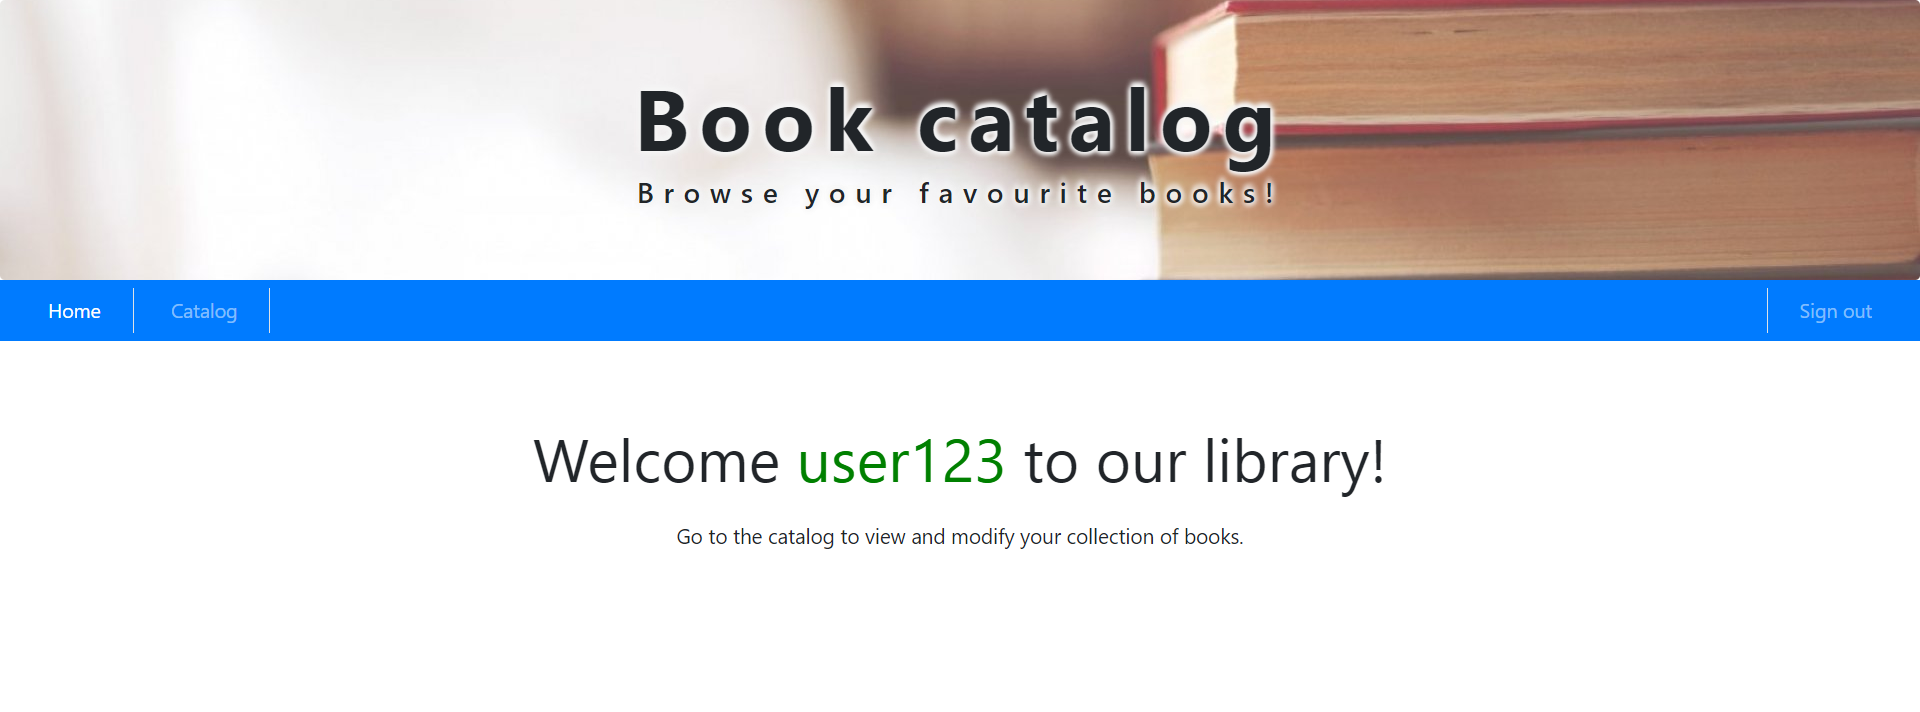 Book catalog
Browse your favourite books!
Home Catalog Sign out
Welcome user123 to our library!
Go to the catalog to view and modify your collection of books.